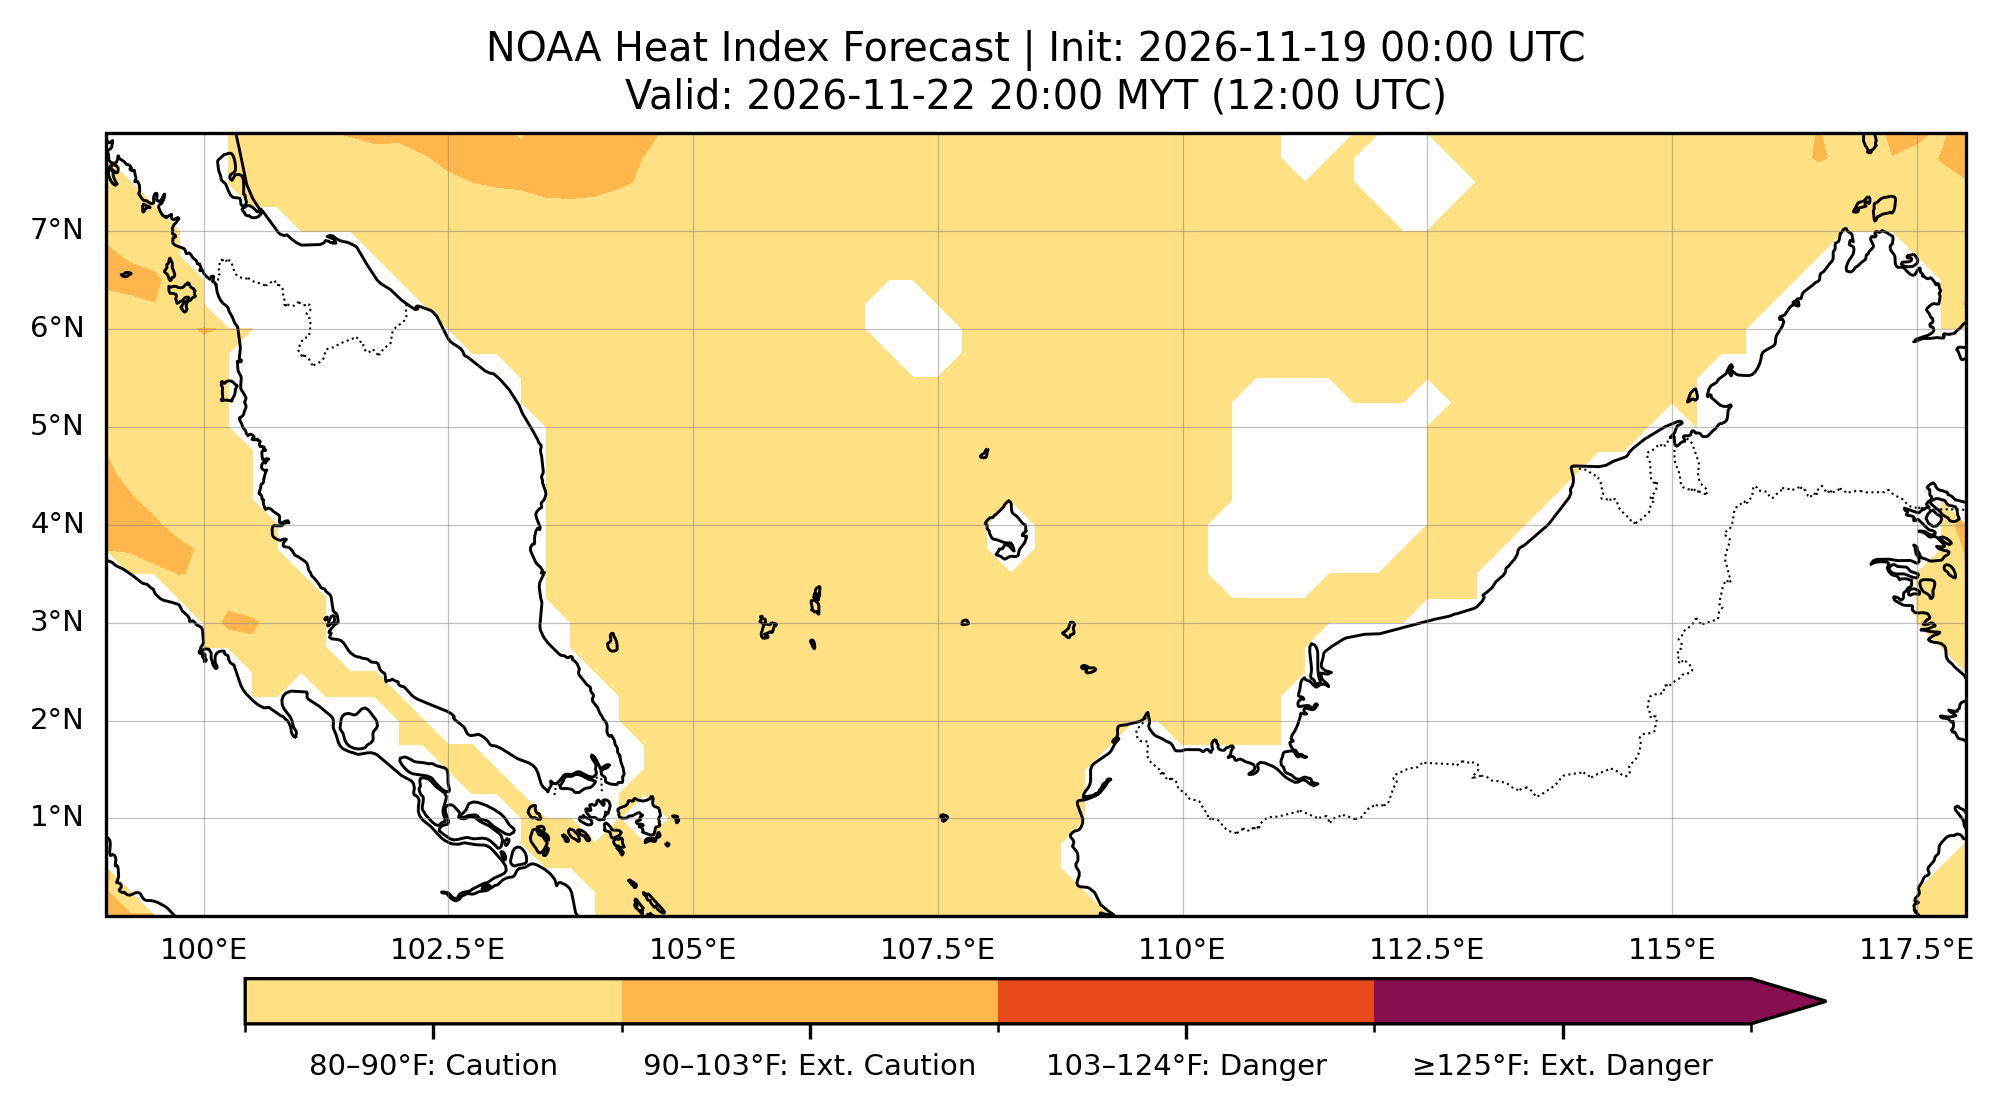 NOAA Heat Index Forecast | Init: 2026-11-19 00:00 UTC
Valid: 2026-11-22 20:00 MYT (12:00 UTC)
7°N
6°N
5°N
4°N
3°N
2°N
1°N
100°E 102.5°E 105°E 107.5°E 110°E 112.5°E 115°E 117.5°E
80–90°F: Caution 90–103°F: Ext. Caution 103–124°F: Danger ≥125°F: Ext. Danger